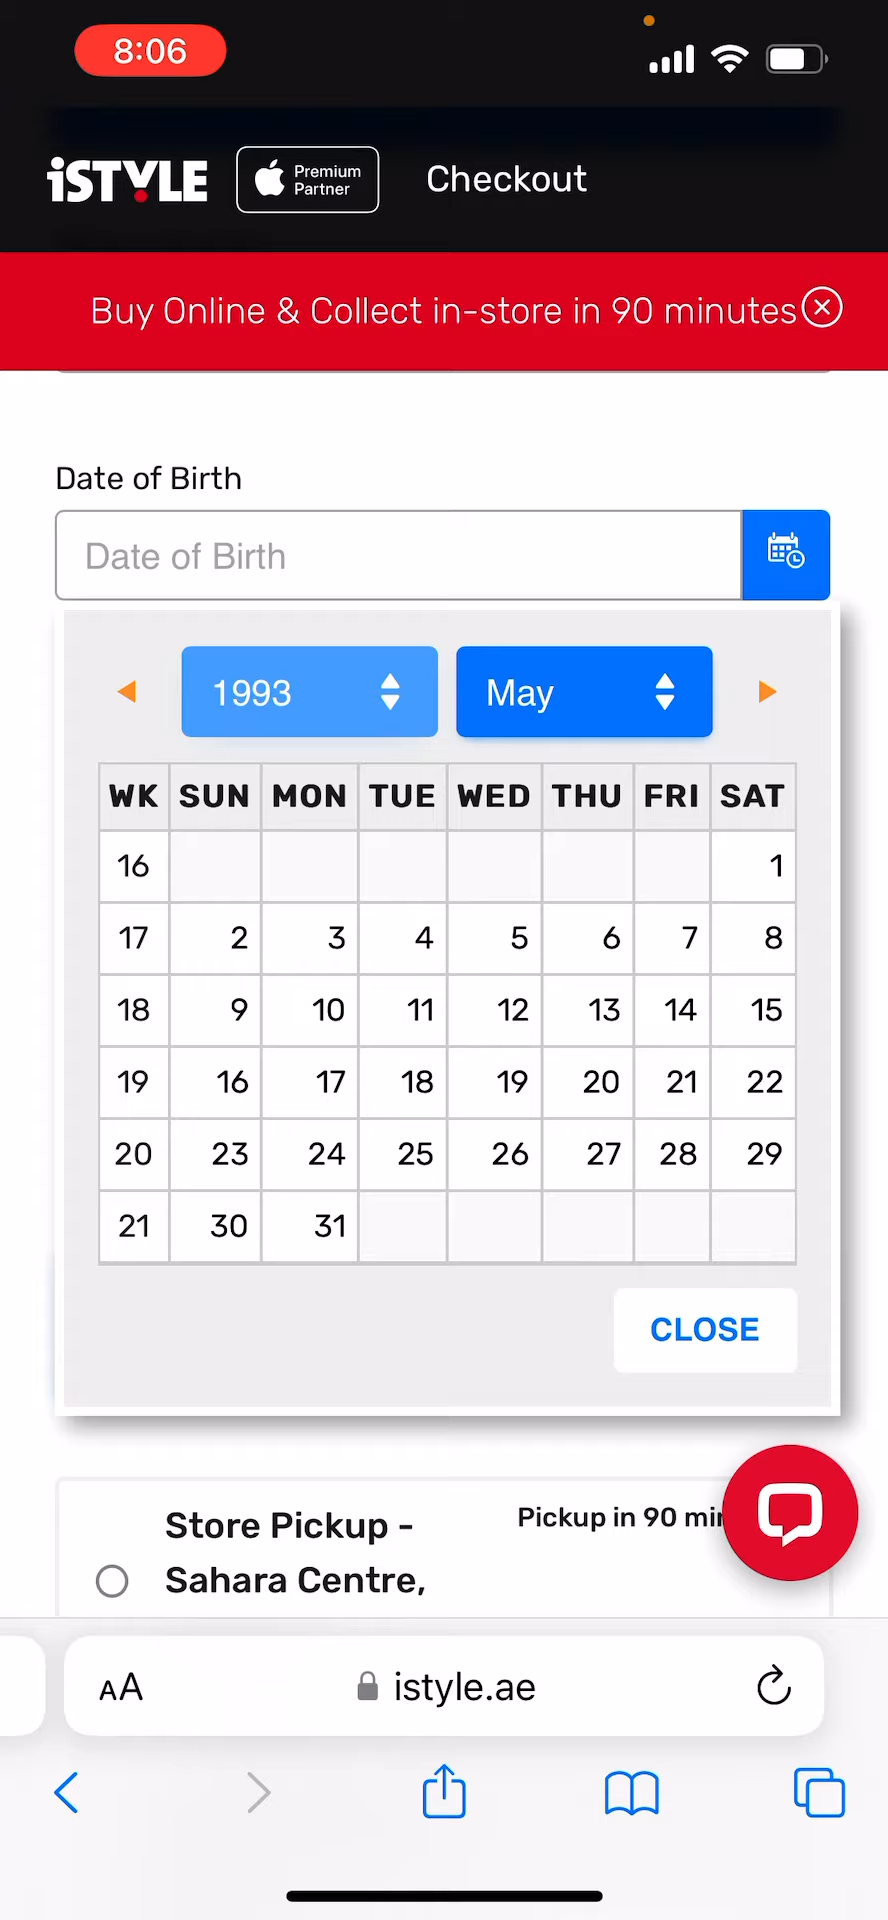 8:06
iSTYLE
Premium
Partner
Checkout
Buy Online & Collect in-store in 90 minutes
Date of Birth
Date of Birth
1993
May
WK SUN MON TUE WED THU FRI SAT
16 1
17 2 3 4 5 6 7 8
18 9 10 11 12 13 14 15
19 16 17 18 19 20 21 22
20 23 24 25 26 27 28 29
21 30 31
CLOSE
Store Pickup -
Sahara Centre,
Pickup in 90
AA
istyle.ae